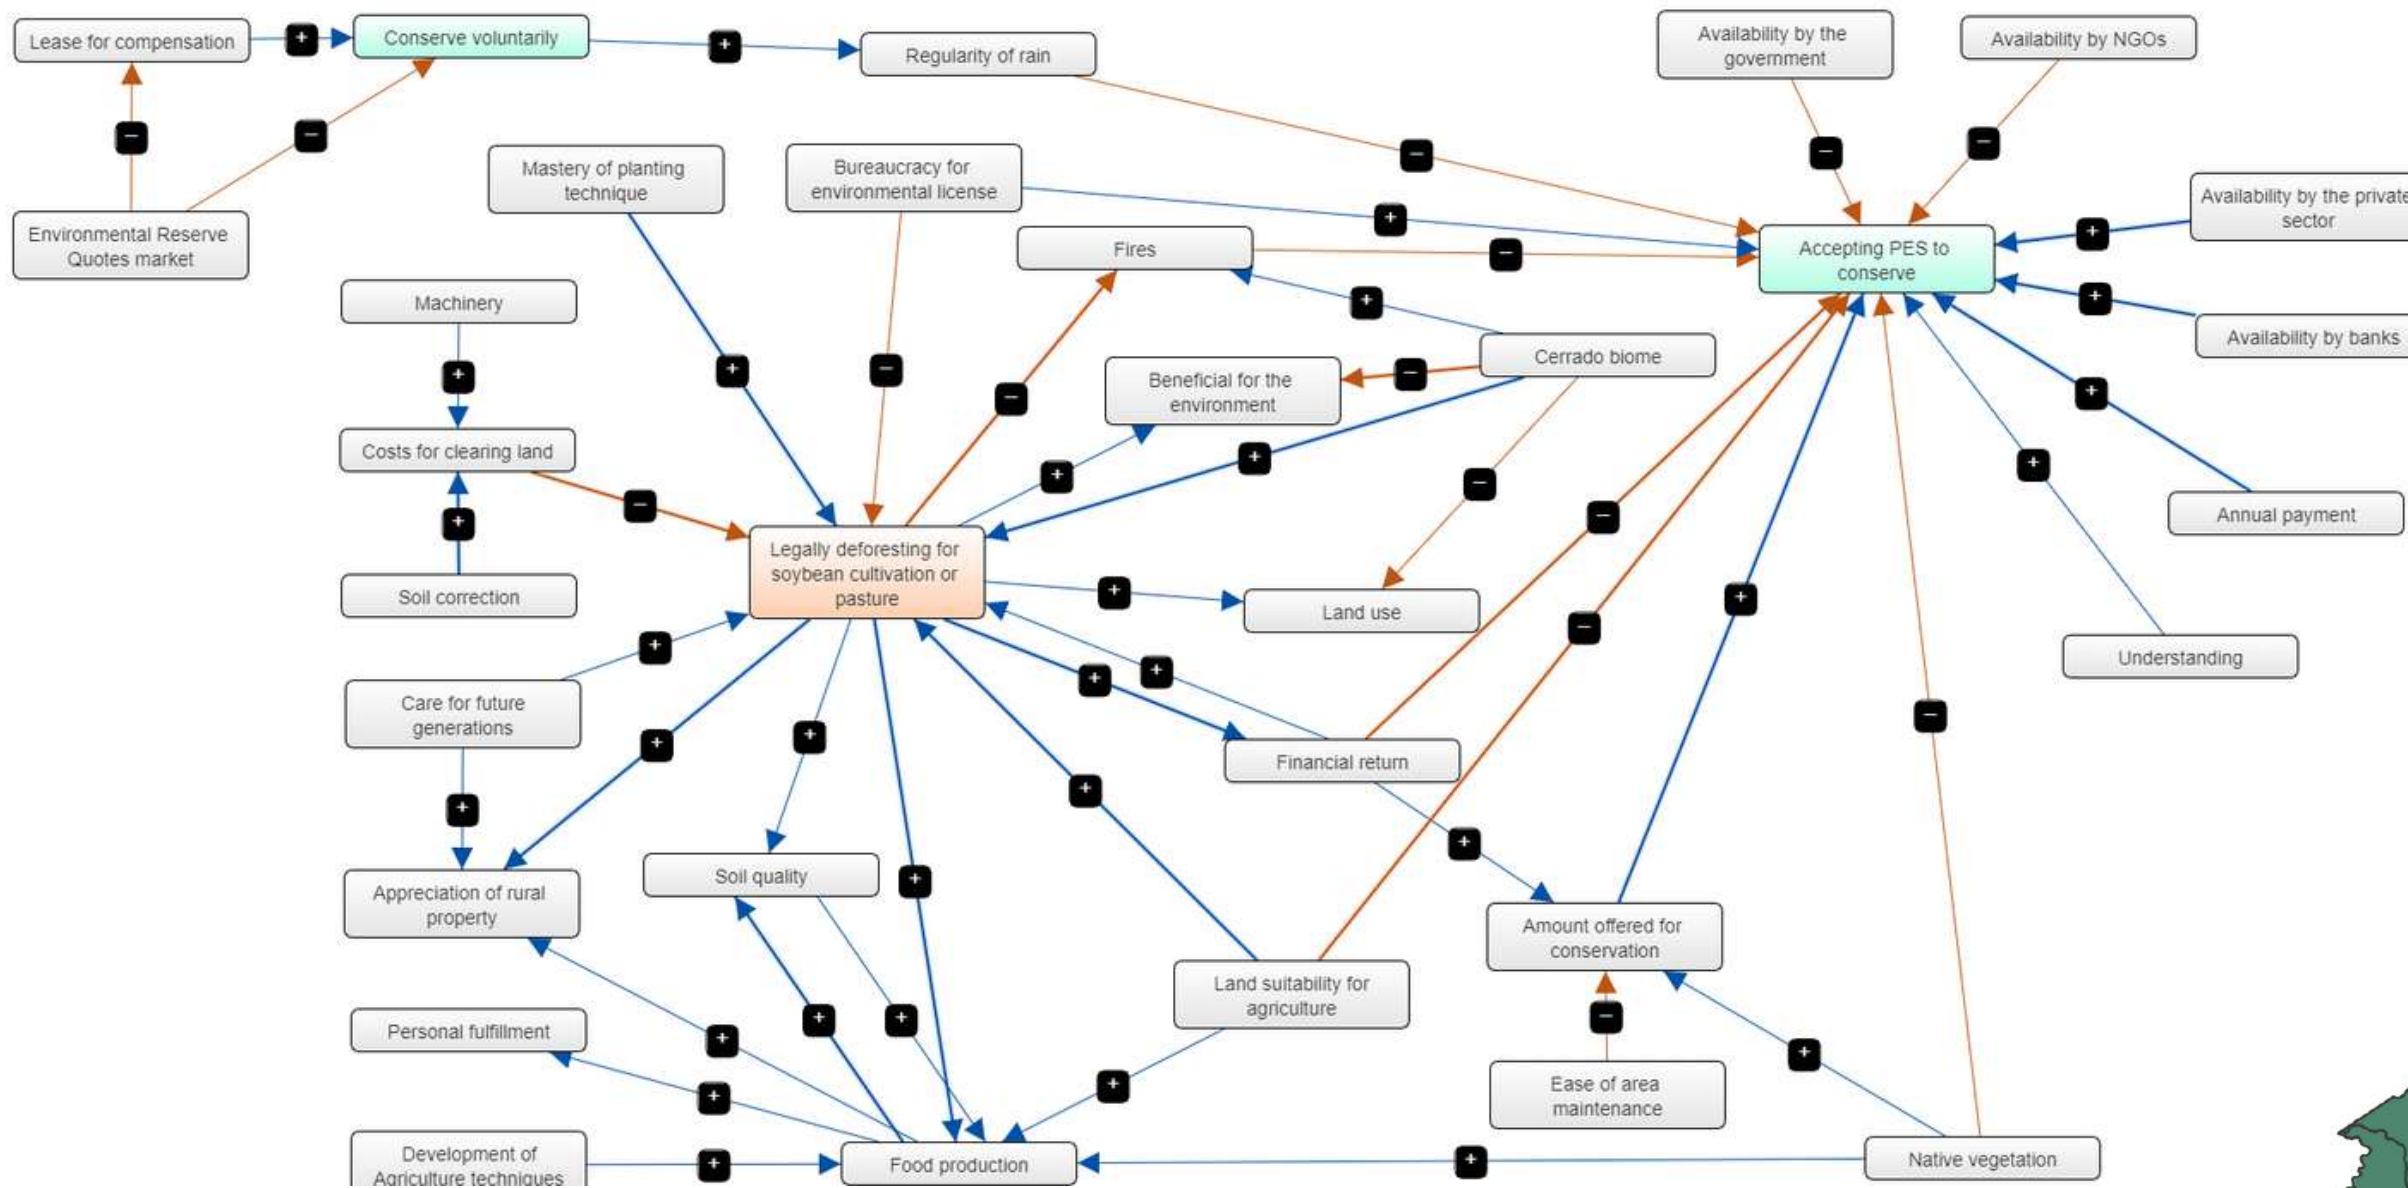 Lease for compensation
+
Conserve voluntarily
+
Regularity of rain
Availability by the
government
Availability by NGOs
−
−
−
−
−
Mastery of planting
technique
Bureaucracy for
environmental license
+
Availability by the private
sector
+
Environmental Reserve
Quotes market
Fires
−
Accepting PES to
conserve
+
Machinery
+
Availability by banks
Cerrado biome
+
+
−
−
Beneficial for the
environment
−
+
Costs for clearing land
+
+
+
−
−
−
+
Annual payment
Legally deforesting for
soybean cultivation or
pasture
+
Land use
Soil correction
+
−
+
Understanding
Care for future
generations
+
+
−
+
+
Financial return
+
+
+
Appreciation of rural
property
Soil quality
+
Amount offered for
conservation
Land suitability for
agriculture
Personal fulfillment
+
+
+
−
+
+
+
Ease of area
maintenance
Development of
Agriculture techniques
+
Food production
+
Native vegetation